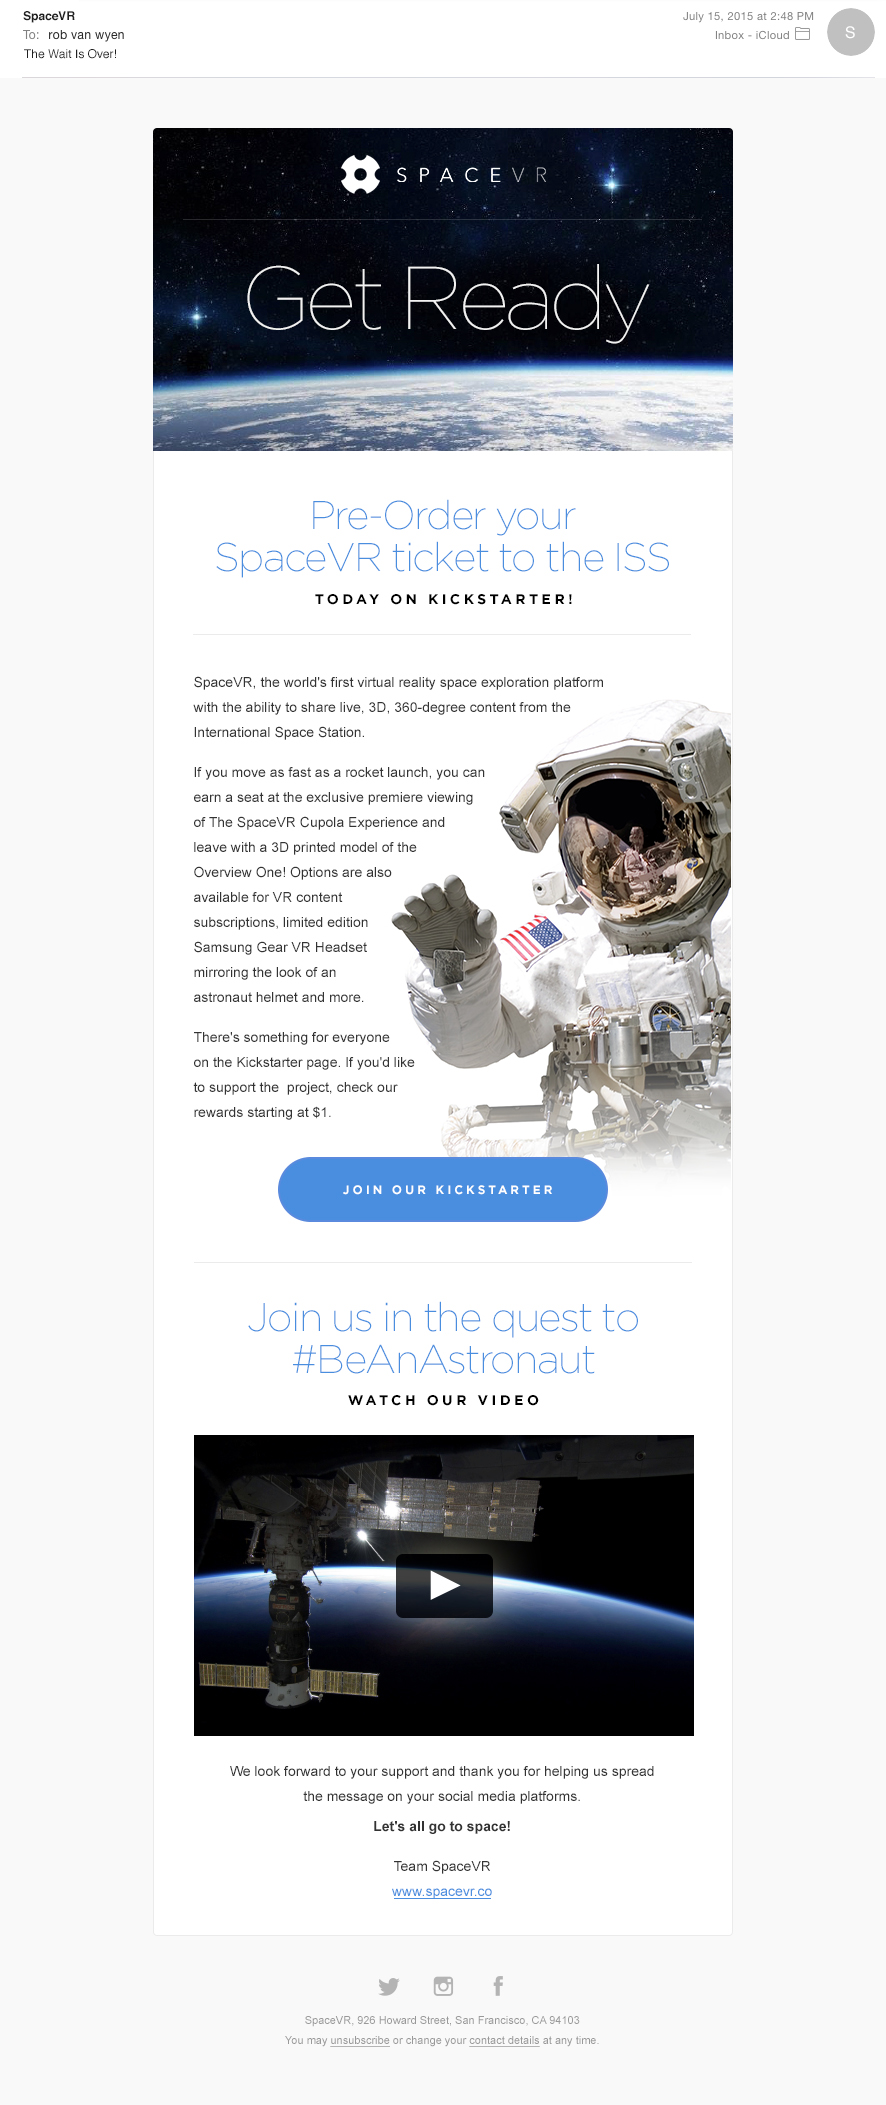 SpaceVR
July 15, 2015 at 2:48 PM
To: rob van wyen
Inbox - iCloud
S
The Wait Is Over!
SPACEVR
Get Ready
Pre-Order your
SpaceVR ticket to the ISS
TODAY ON KICKSTARTER!
SpaceVR, the world's first virtual reality space exploration platform
with the ability to share live, 3D, 360-degree content from the
International Space Station.
If you move as fast as a rocket launch, you can
earn a seat at the exclusive premiere viewing
of The SpaceVR Cupola Experience and
leave with a 3D printed model of the
Overview One! Options are also
available for VR content
subscriptions, limited edition
Samsung Gear VR Headset
mirroring the look of an
astronaut helmet and more.
There's something for everyone
on the Kickstarter page. If you'd like
to support the  project, check our
rewards starting at $1.
JOIN OUR KICKSTARTER
Join us in the quest to
#BeAnAstronaut
WATCH OUR VIDEO
We look forward to your support and thank you for helping us spread
the message on your social media platforms.
Let's all go to space!
Team SpaceVR
www.spacevr.co
SpaceVR, 926 Howard Street, San Francisco, CA 94103
You may unsubscribe or change your contact details at any time.